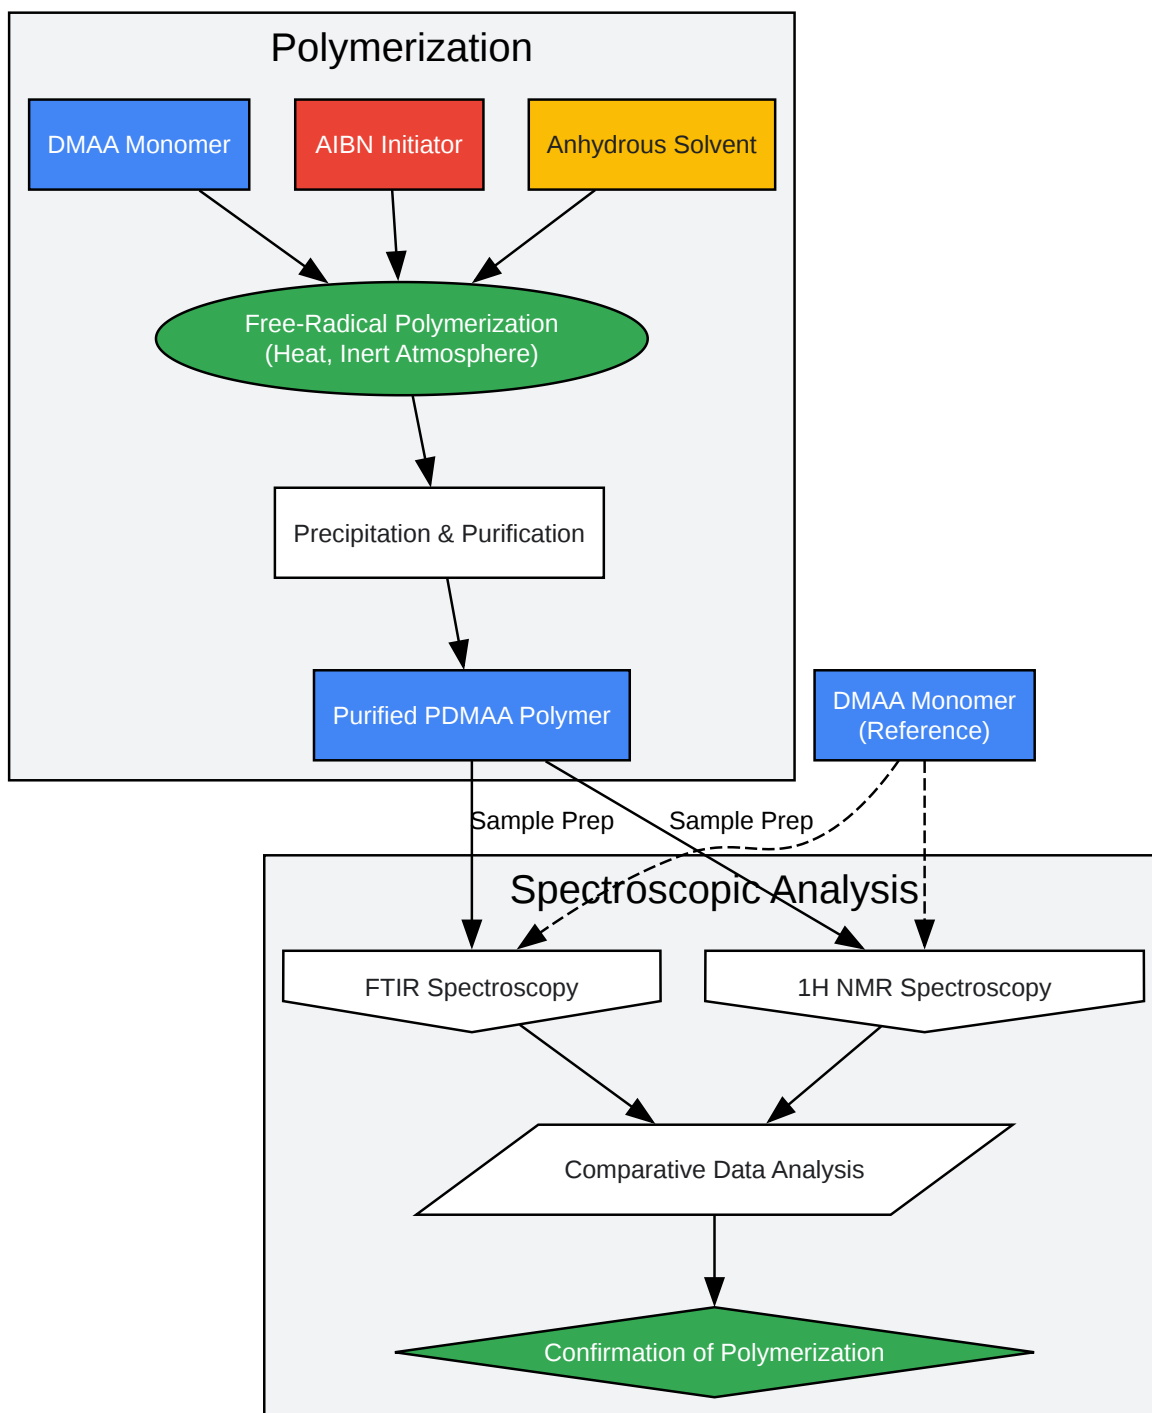 Polymerization
DMAA Monomer
AIBN Initiator
Anhydrous Solvent
Free-Radical Polymerization
(Heat, Inert Atmosphere)
Precipitation & Purification
Purified PDMAA Polymer
DMAA Monomer
(Reference)
Sample Prep
Sample Prep
Spectroscopic Analysis
FTIR Spectroscopy
1H NMR Spectroscopy
Comparative Data Analysis
Confirmation of Polymerization